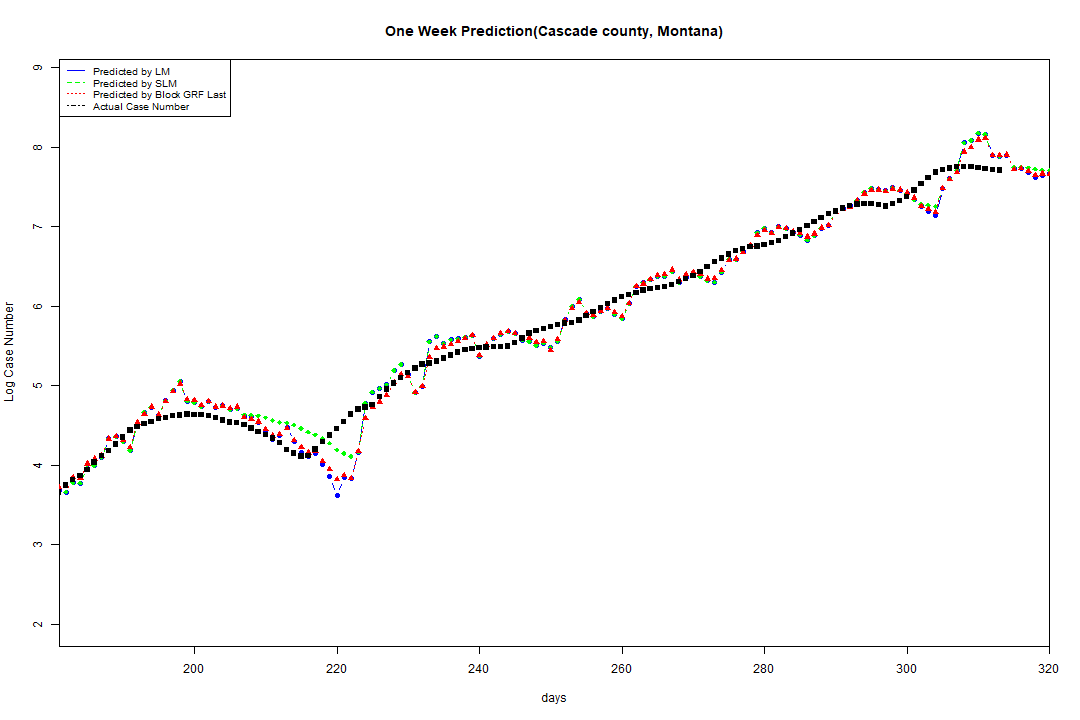 One Week Prediction(Cascade county, Montana)
Predicted by LM
Predicted by SLM
Predicted by Block GRF Last
Actual Case Number
9
8
7
6
5
4
3
2
Log Case Number
200 220 240 260 280 300 320
days